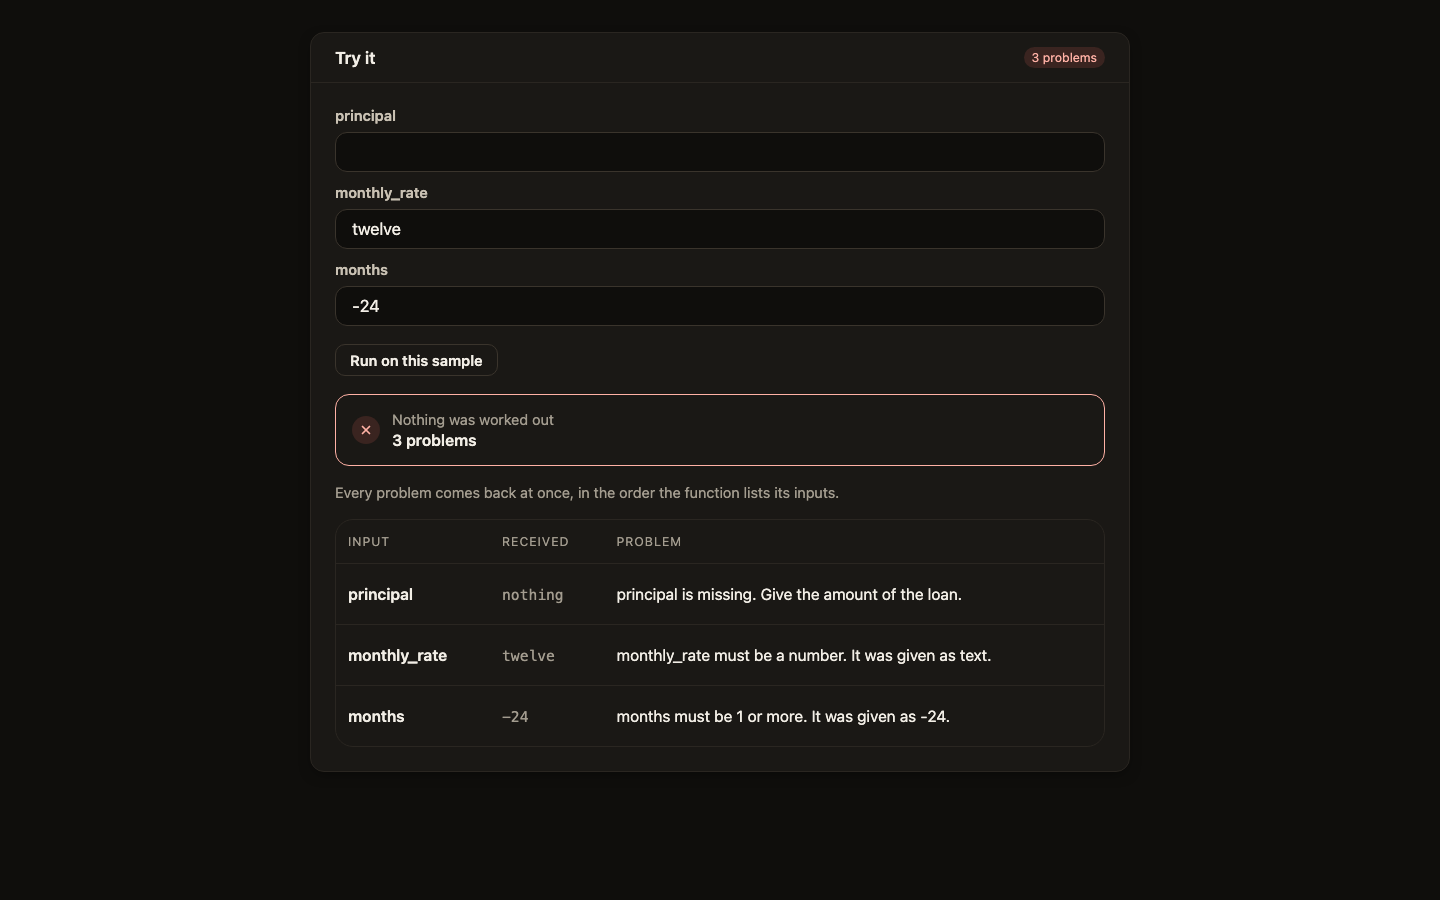 Try it
3 problems
principal
monthly_rate
twelve
months
-24
Run on this sample
Nothing was worked out
3 problems
Every problem comes back at once, in the order the function lists its inputs.
INPUT RECEIVED PROBLEM
principal nothing principal is missing. Give the amount of the loan.
monthly_rate twelve monthly_rate must be a number. It was given as text.
months −24 months must be 1 or more. It was given as -24.